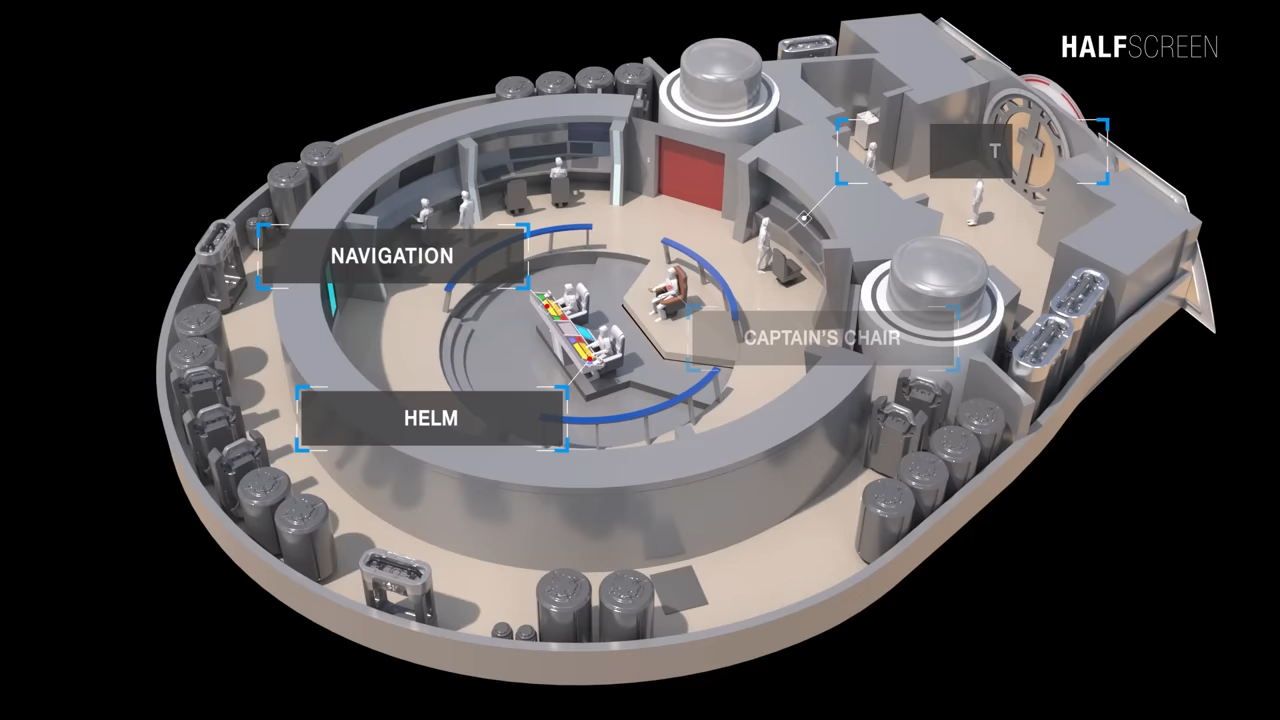 HALFSCREEN
T
NAVIGATION
CAPTAIN'S CHAIR
HELM